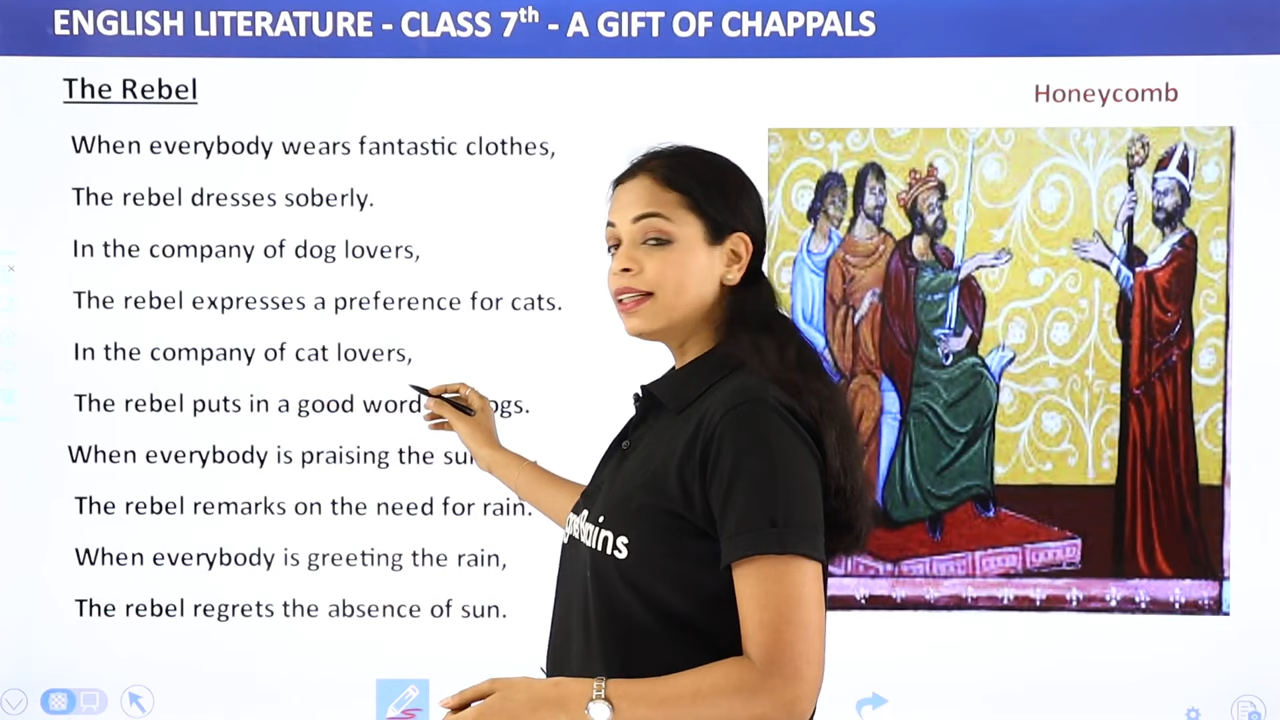 ENGLISH LITERATURE - CLASS 7th - A GIFT OF CHAPPALS
The Rebel
Honeycomb
When everybody wears fantastic clothes,
The rebel dresses soberly.
In the company of dog lovers,
The rebel expresses a preference for cats.
In the company of cat lovers,
The rebel puts in a good word
When everybody is praising the
The rebel remarks on the need for rain.
When everybody is greeting the rain,
The rebel regrets the absence of sun.